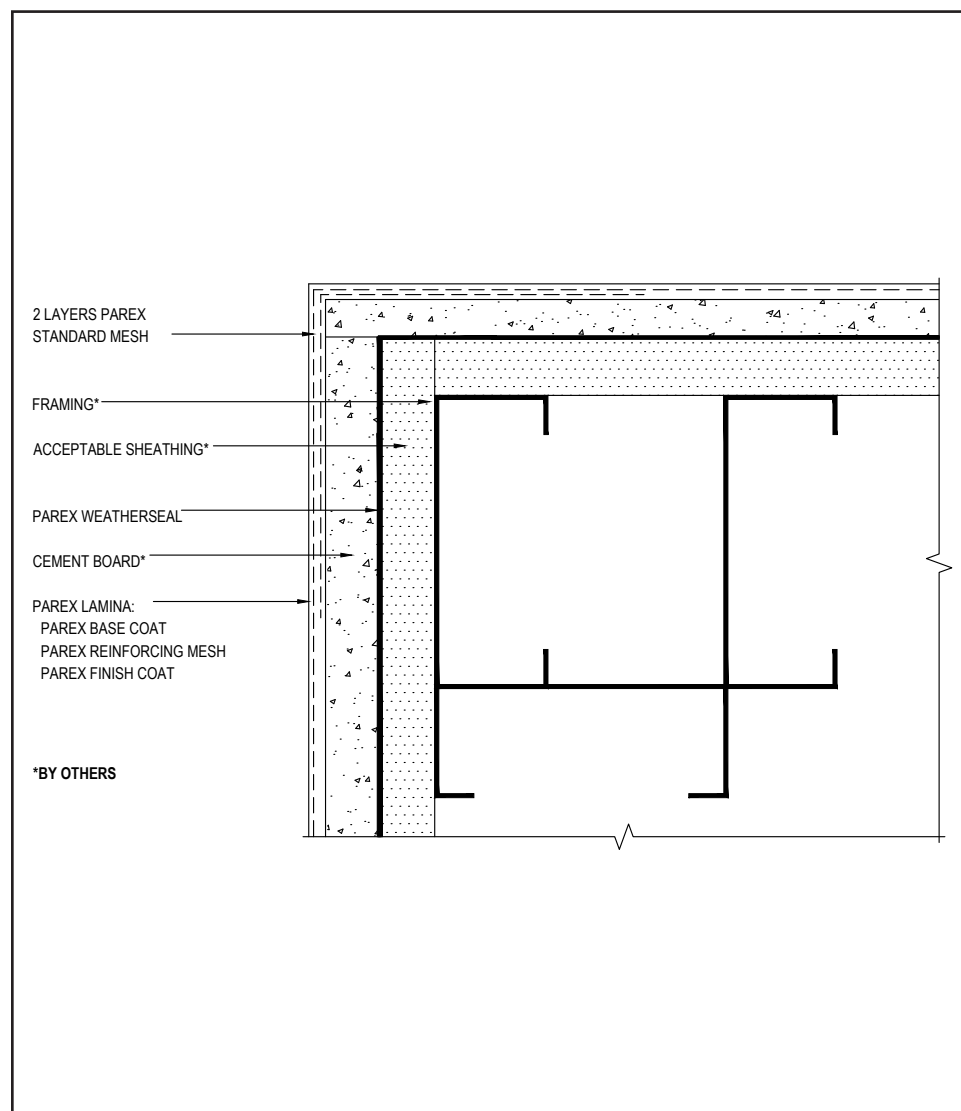 2 LAYERS PAREX
STANDARD MESH
FRAMING*
ACCEPTABLE SHEATHING*
PAREX WEATHERSEAL
CEMENT BOARD*
PAREX LAMINA:
PAREX BASE COAT
PAREX REINFORCING MESH
PAREX FINISH COAT
*BY OTHERS